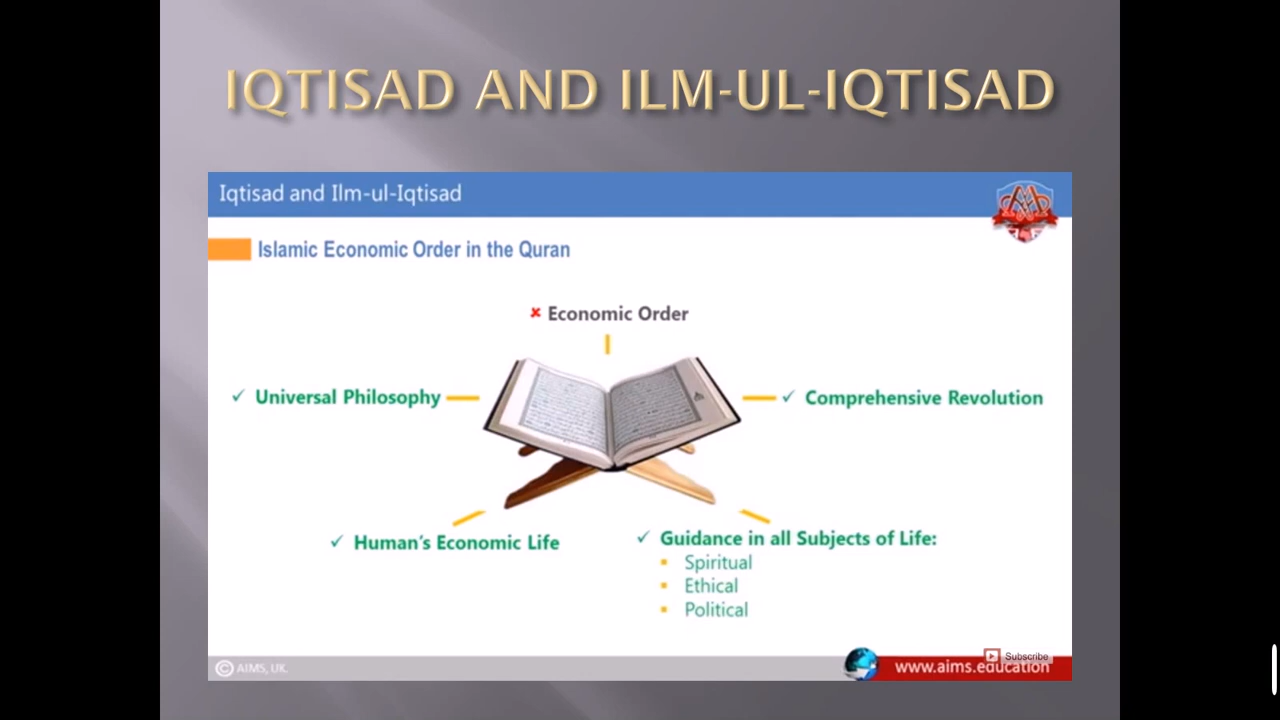 IQTISAD AND ILM-UL-IQTISAD
Iqtisad and Ilm-ul-Iqtisad
Islamic Economic Order in the Quran
✘ Economic Order
✓ Universal Philosophy
✓ Comprehensive Revolution
✓ Human's Economic Life
✓ Guidance in all Subjects of Life:
▪ Spiritual
▪ Ethical
▪ Political
© AIMS, UK.
Subscribe
www.aims.education